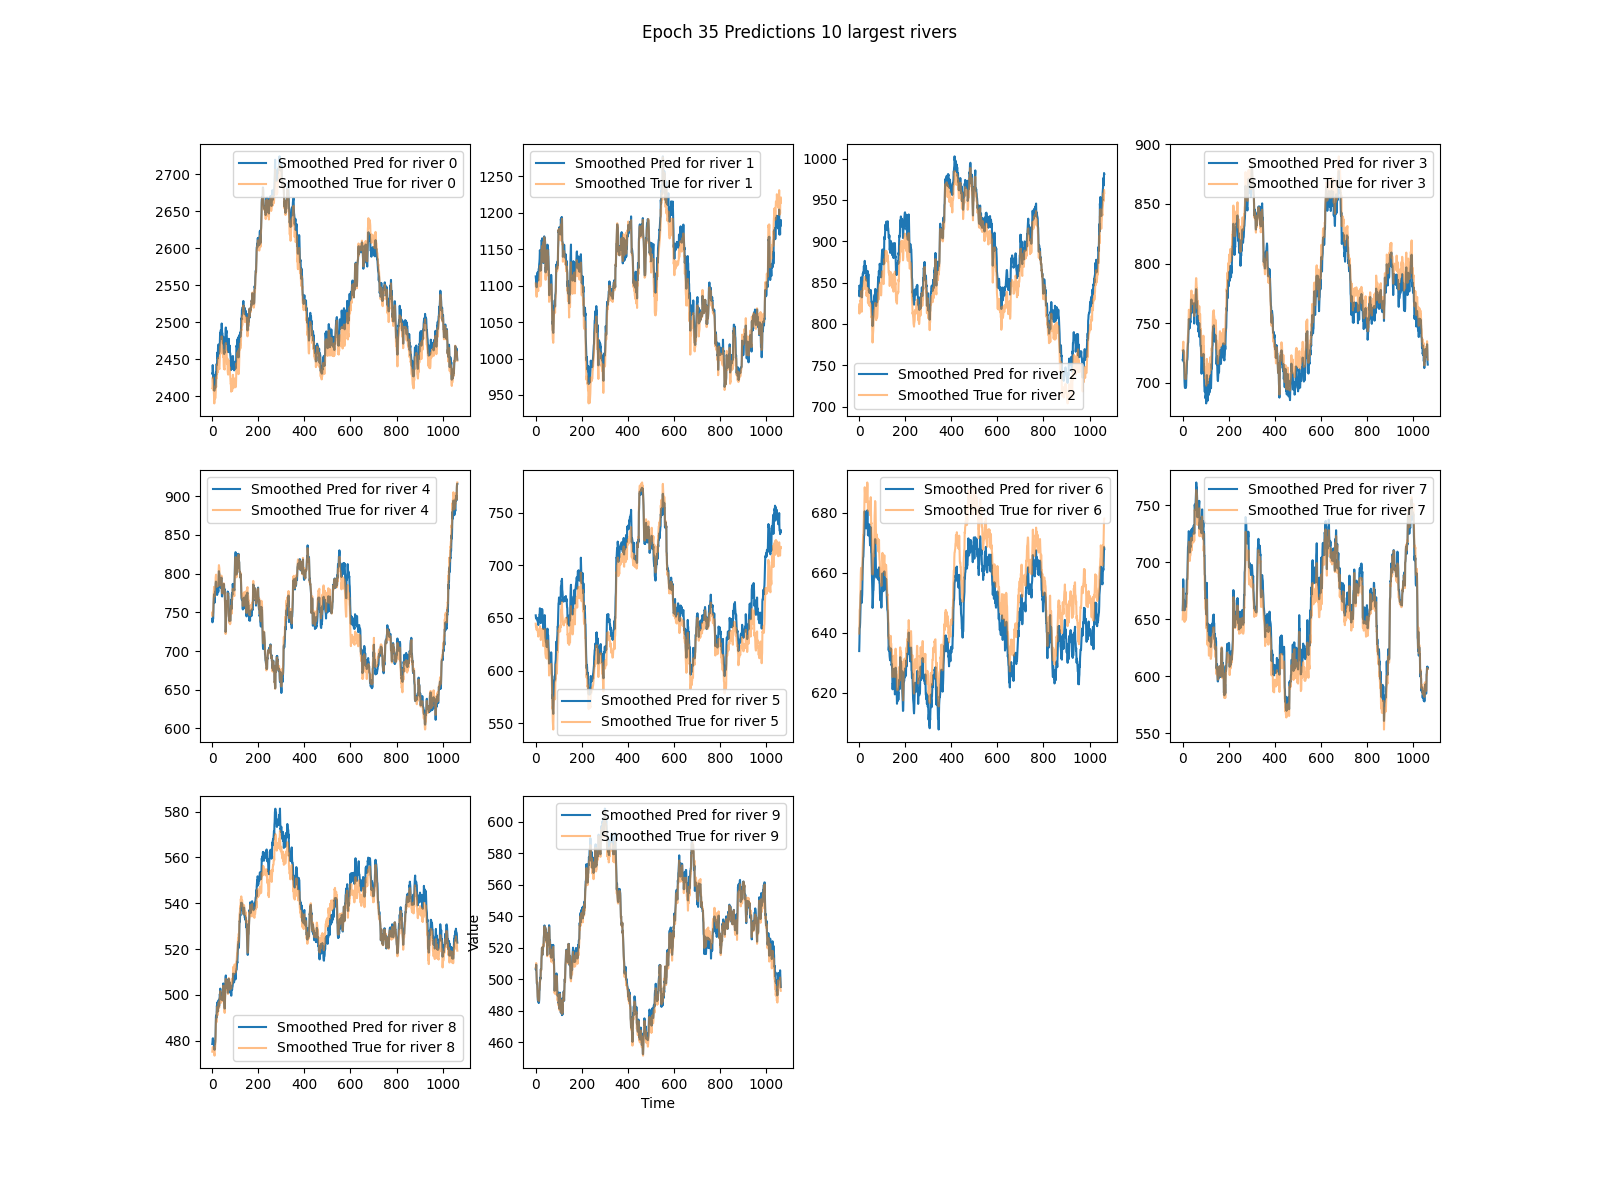 Epoch 35 Predictions 10 largest rivers
Smoothed Pred for river 0
Smoothed True for river 0
2700
2650
2600
2550
2500
2450
2400
0 200 400 600 800 1000
Smoothed Pred for river 1
Smoothed True for river 1
1250
1200
1150
1100
1050
1000
950
0 200 400 600 800 1000
1000
950
900
850
800
750
700
Smoothed Pred for river 2
Smoothed True for river 2
0 200 400 600 800 1000
Smoothed Pred for river 3
Smoothed True for river 3
900
850
800
750
700
0 200 400 600 800 1000
Smoothed Pred for river 4
Smoothed True for river 4
900
850
800
750
700
650
600
0 200 400 600 800 1000
750
700
650
600
550
Smoothed Pred for river 5
Smoothed True for river 5
0 200 400 600 800 1000
Smoothed Pred for river 6
Smoothed True for river 6
680
660
640
620
0 200 400 600 800 1000
Smoothed Pred for river 7
Smoothed True for river 7
750
700
650
600
550
0 200 400 600 800 1000
580
560
540
520
500
480
Smoothed Pred for river 8
Smoothed True for river 8
0 200 400 600 800 1000
Smoothed Pred for river 9
Smoothed True for river 9
Value
600
580
560
540
520
500
480
460
0 200 400 600 800 1000
Time